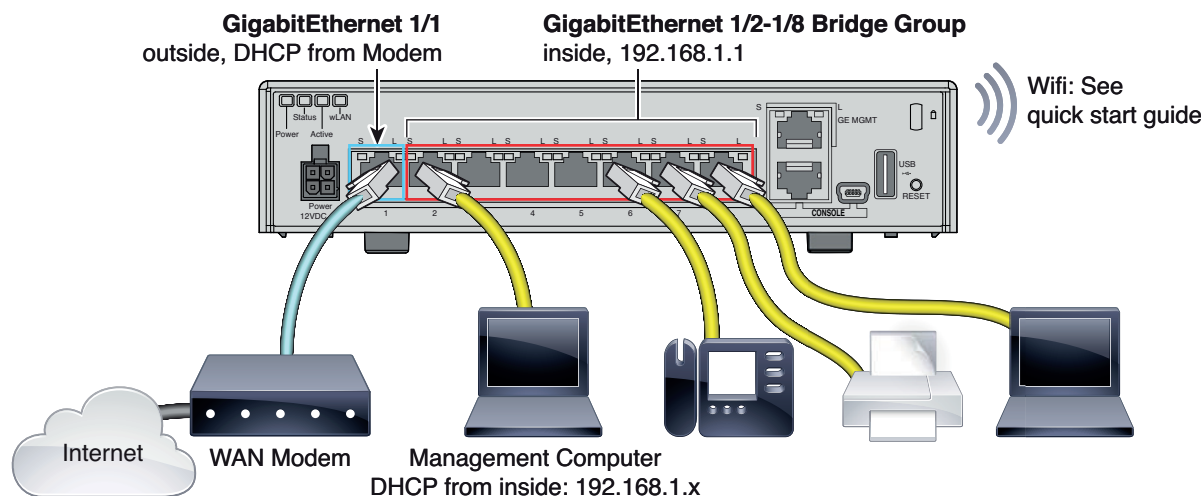 GigabitEthernet 1/1
outside, DHCP from Modem
GigabitEthernet 1/2-1/8 Bridge Group
inside, 192.168.1.1
Wifi: See
quick start guide
Status
wLAN
Power
Active
S L S L S L S L S L S L S L S L
S
L
GE MGMT
USB
RESET
Power
12VDC
1
2
4
5
6
7
CONSOLE
Internet
WAN Modem
Management Computer
DHCP from inside: 192.168.1.x